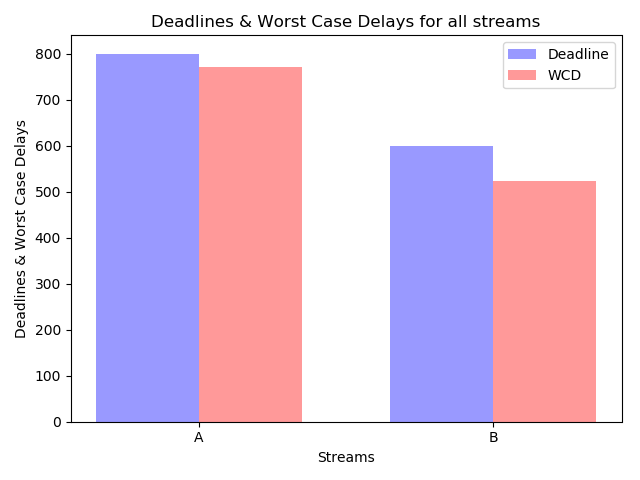 Deadlines & Worst Case Delays for all streams
Deadline
WCD
Deadlines & Worst Case Delays
800
700
600
500
400
300
200
100
0
A
B
Streams